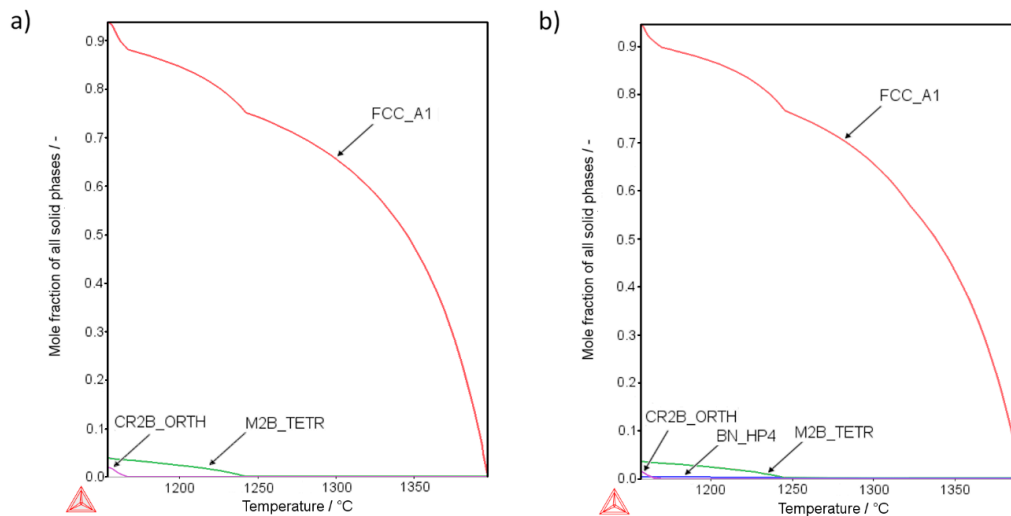 a)
Mole fraction of all solid phases / -
0.9
0.8
0.7
0.6
0.5
0.4
0.3
0.2
0.1
0.0
FCC_A1
CR2B_ORTH
M2B_TETR
1200
1250
1300
1350
Temperature / °C
b)
Mole fraction of all solid phases / -
0.9
0.8
0.7
0.6
0.5
0.4
0.3
0.2
0.1
0.0
FCC_A1
CR2B_ORTH
BN_HP4
M2B_TETR
1200
1250
1300
1350
Temperature / °C